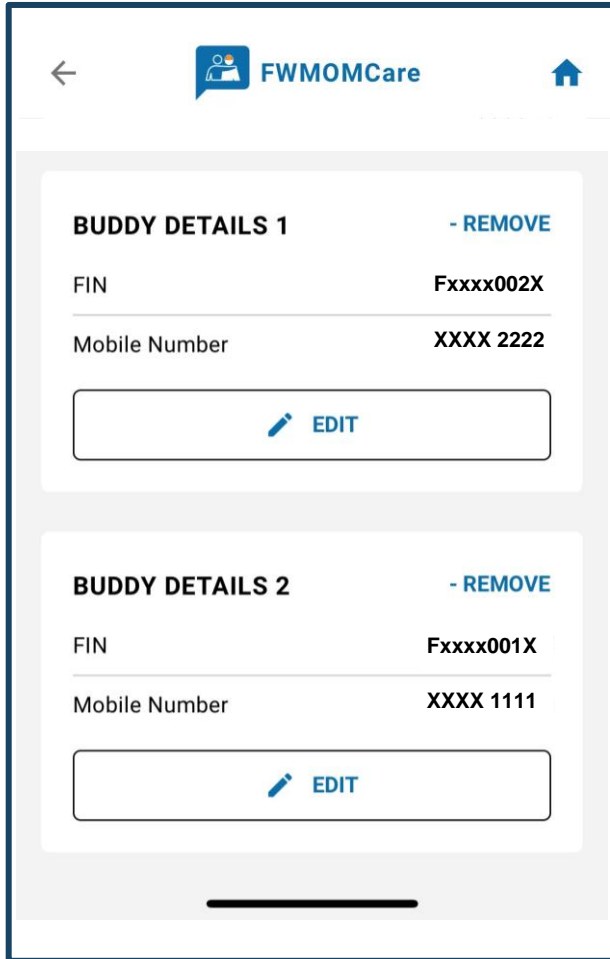 FWMOMCare
BUDDY DETAILS 1 - REMOVE
FIN Fxxxx002X
Mobile Number XXXX 2222
EDIT
BUDDY DETAILS 2 - REMOVE
FIN Fxxxx001X
Mobile Number XXXX 1111
EDIT